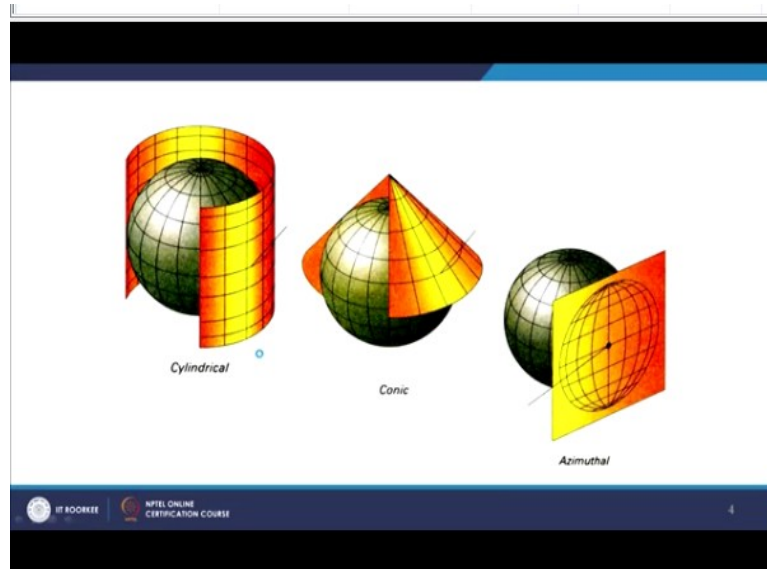 Cylindrical
Conic
Azimuthal
IIT ROORKEE
NPTEL ONLINE
CERTIFICATION COURSE
4